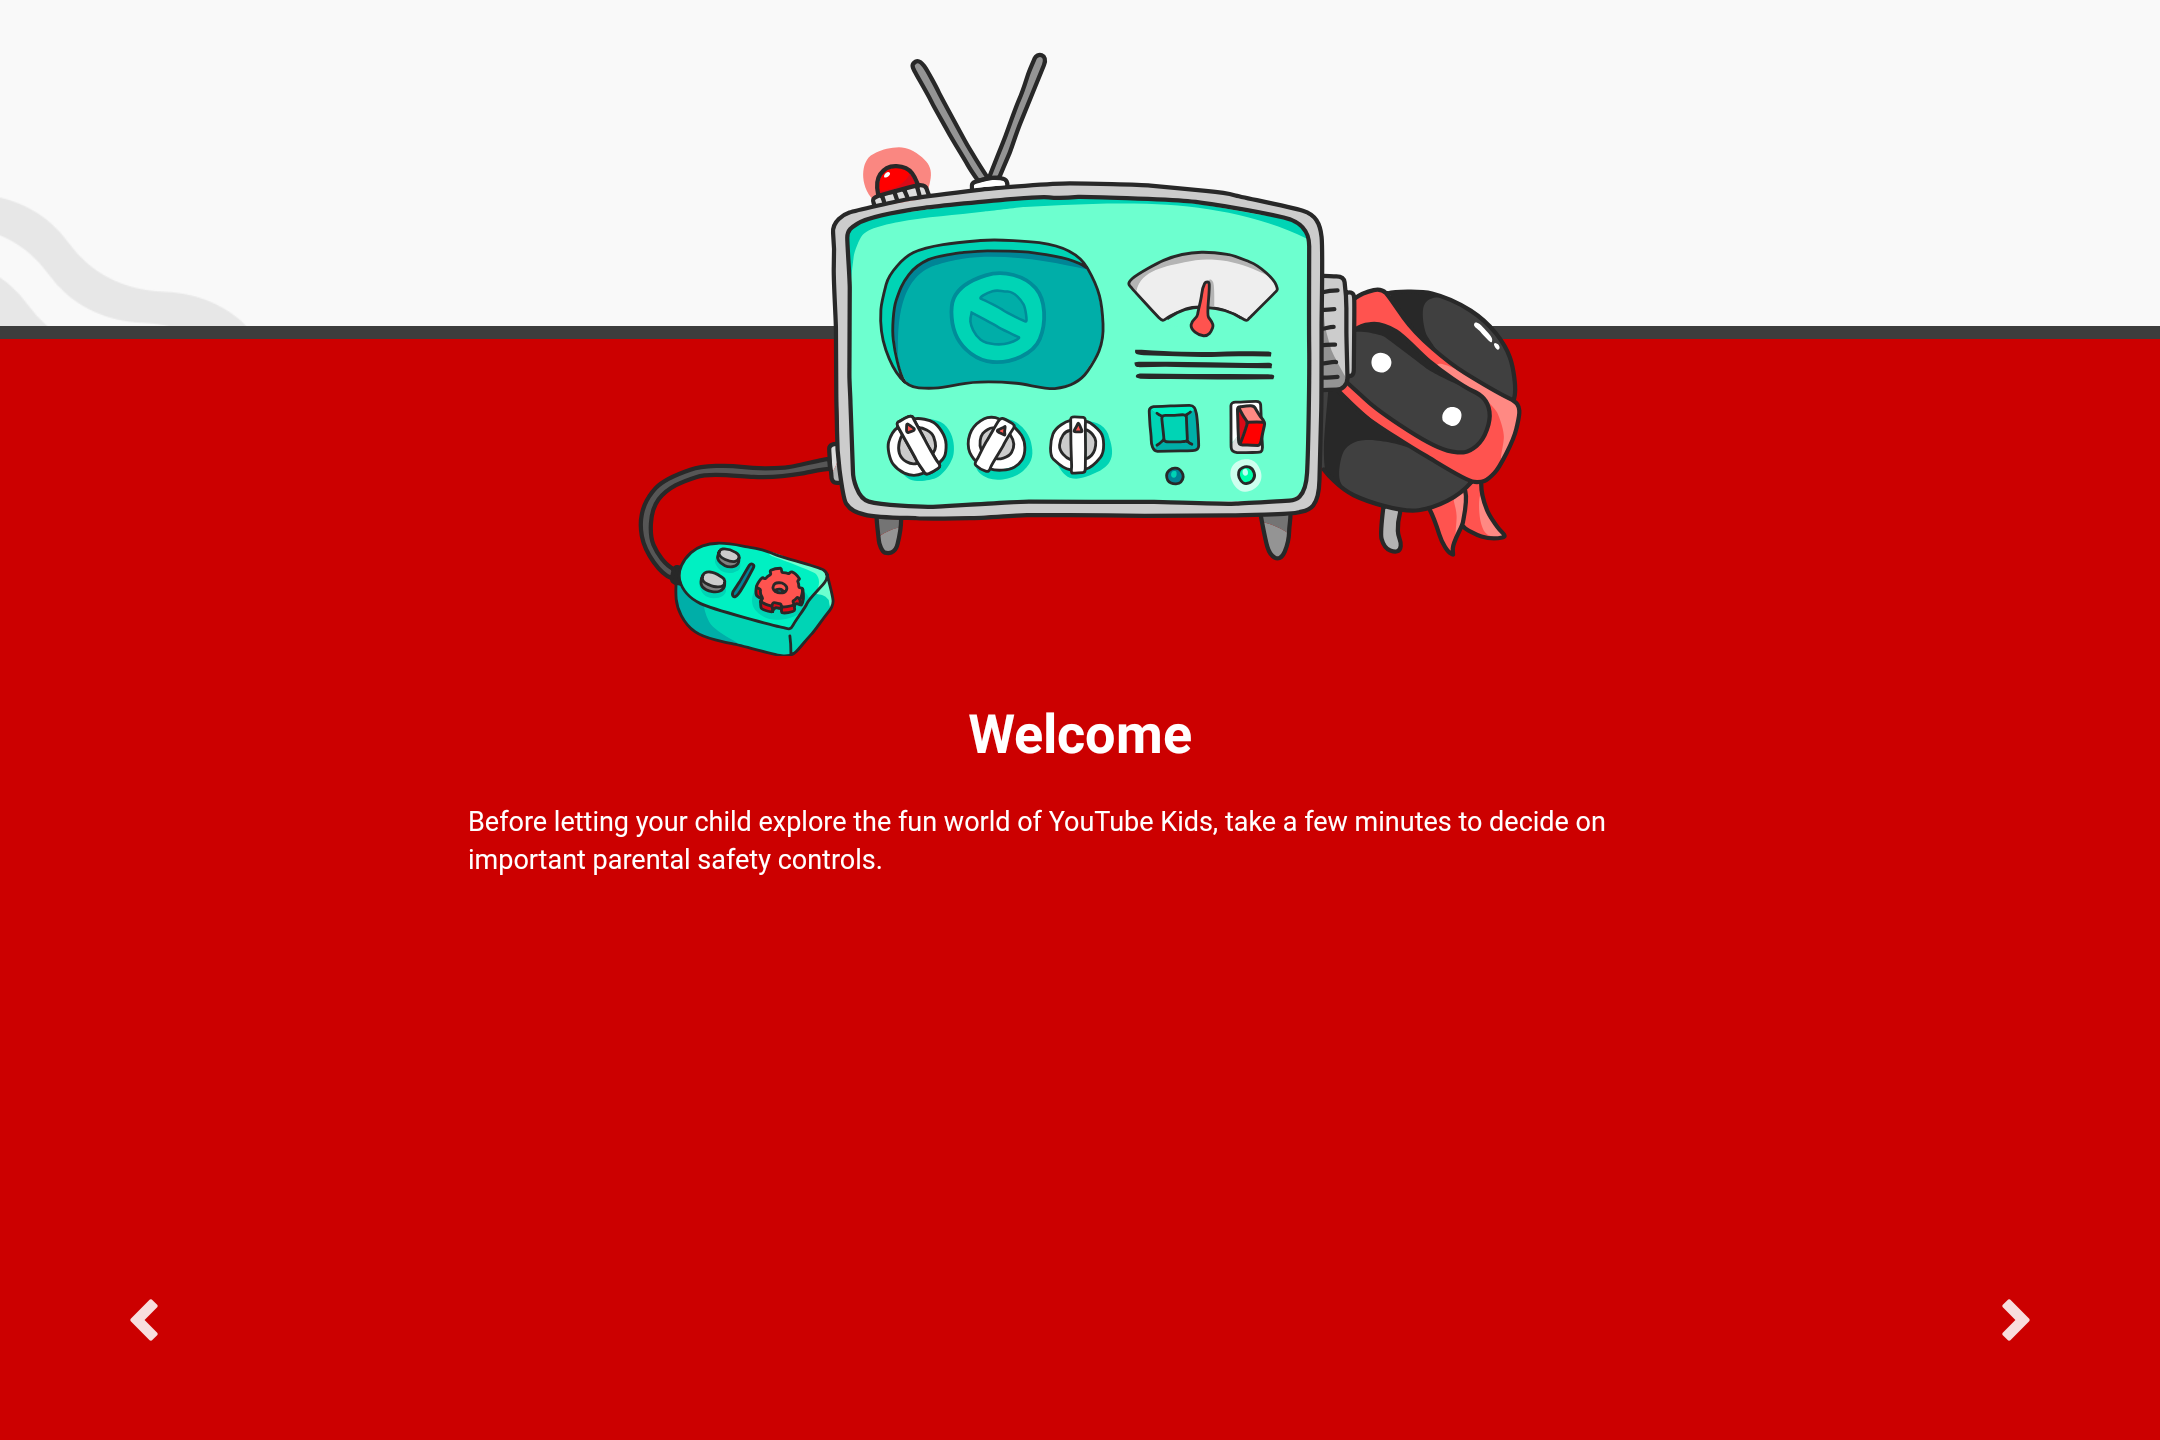 Welcome
Before letting your child explore the fun world of YouTube Kids, take a few minutes to decide on
important parental safety controls.